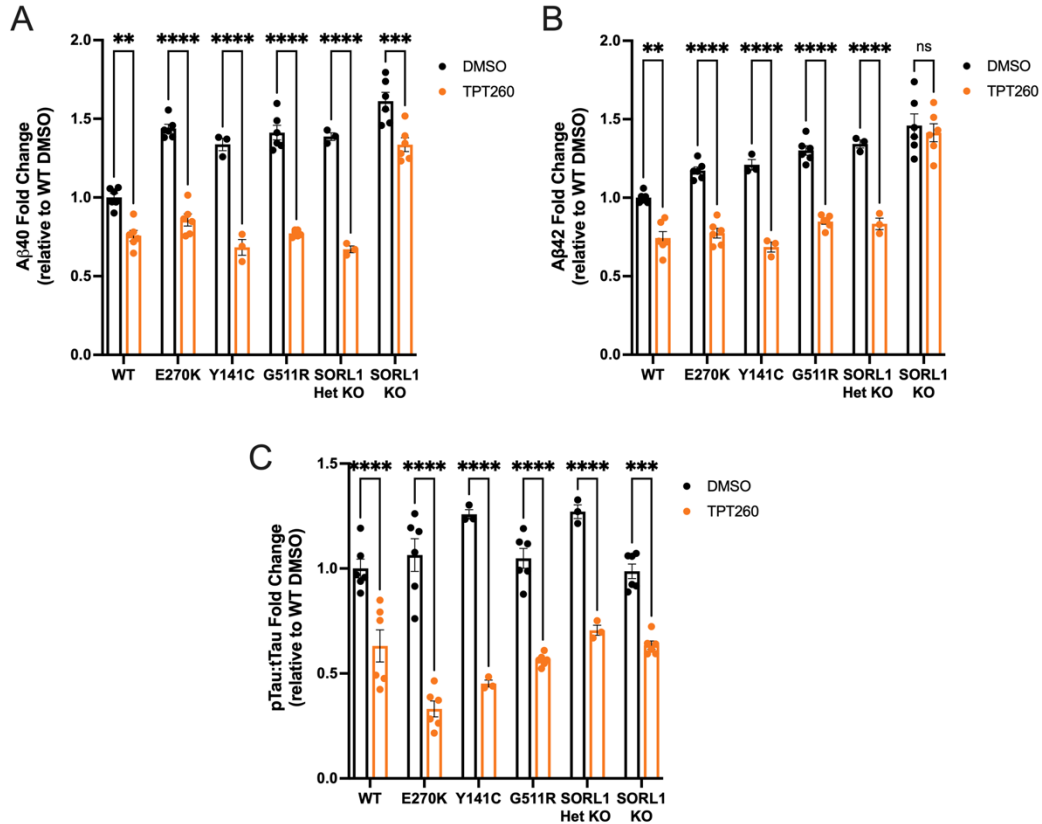 A
Aβ40 Fold Change
(relative to WT DMSO)
2.0
1.5
1.0
0.5
0.0
** **** **** **** **** ***
DMSO
TPT260
WT E270K Y141C G511R SORL1 SORL1
Het KO KO
B
Aβ42 Fold Change
(relative to WT DMSO)
2.0
1.5
1.0
0.5
0.0
** **** **** **** **** ns
DMSO
TPT260
WT E270K Y141C G511R SORL1 SORL1
Het KO KO
C
pTau:tTau Fold Change
(relative to WT DMSO)
1.5
1.0
0.5
0.0
**** **** **** **** **** ***
DMSO
TPT260
WT E270K Y141C G511R SORL1 SORL1
Het KO KO